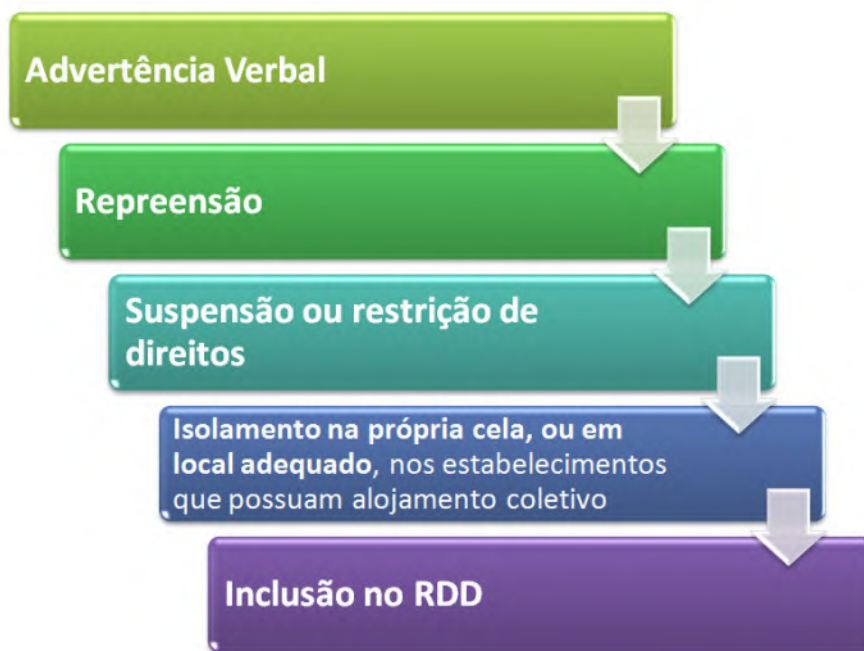 Advertência Verbal
Repreensão
Suspensão ou restrição de
direitos
Isolamento na própria cela, ou em
local adequado, nos estabelecimentos
que possuam alojamento coletivo
Inclusão no RDD